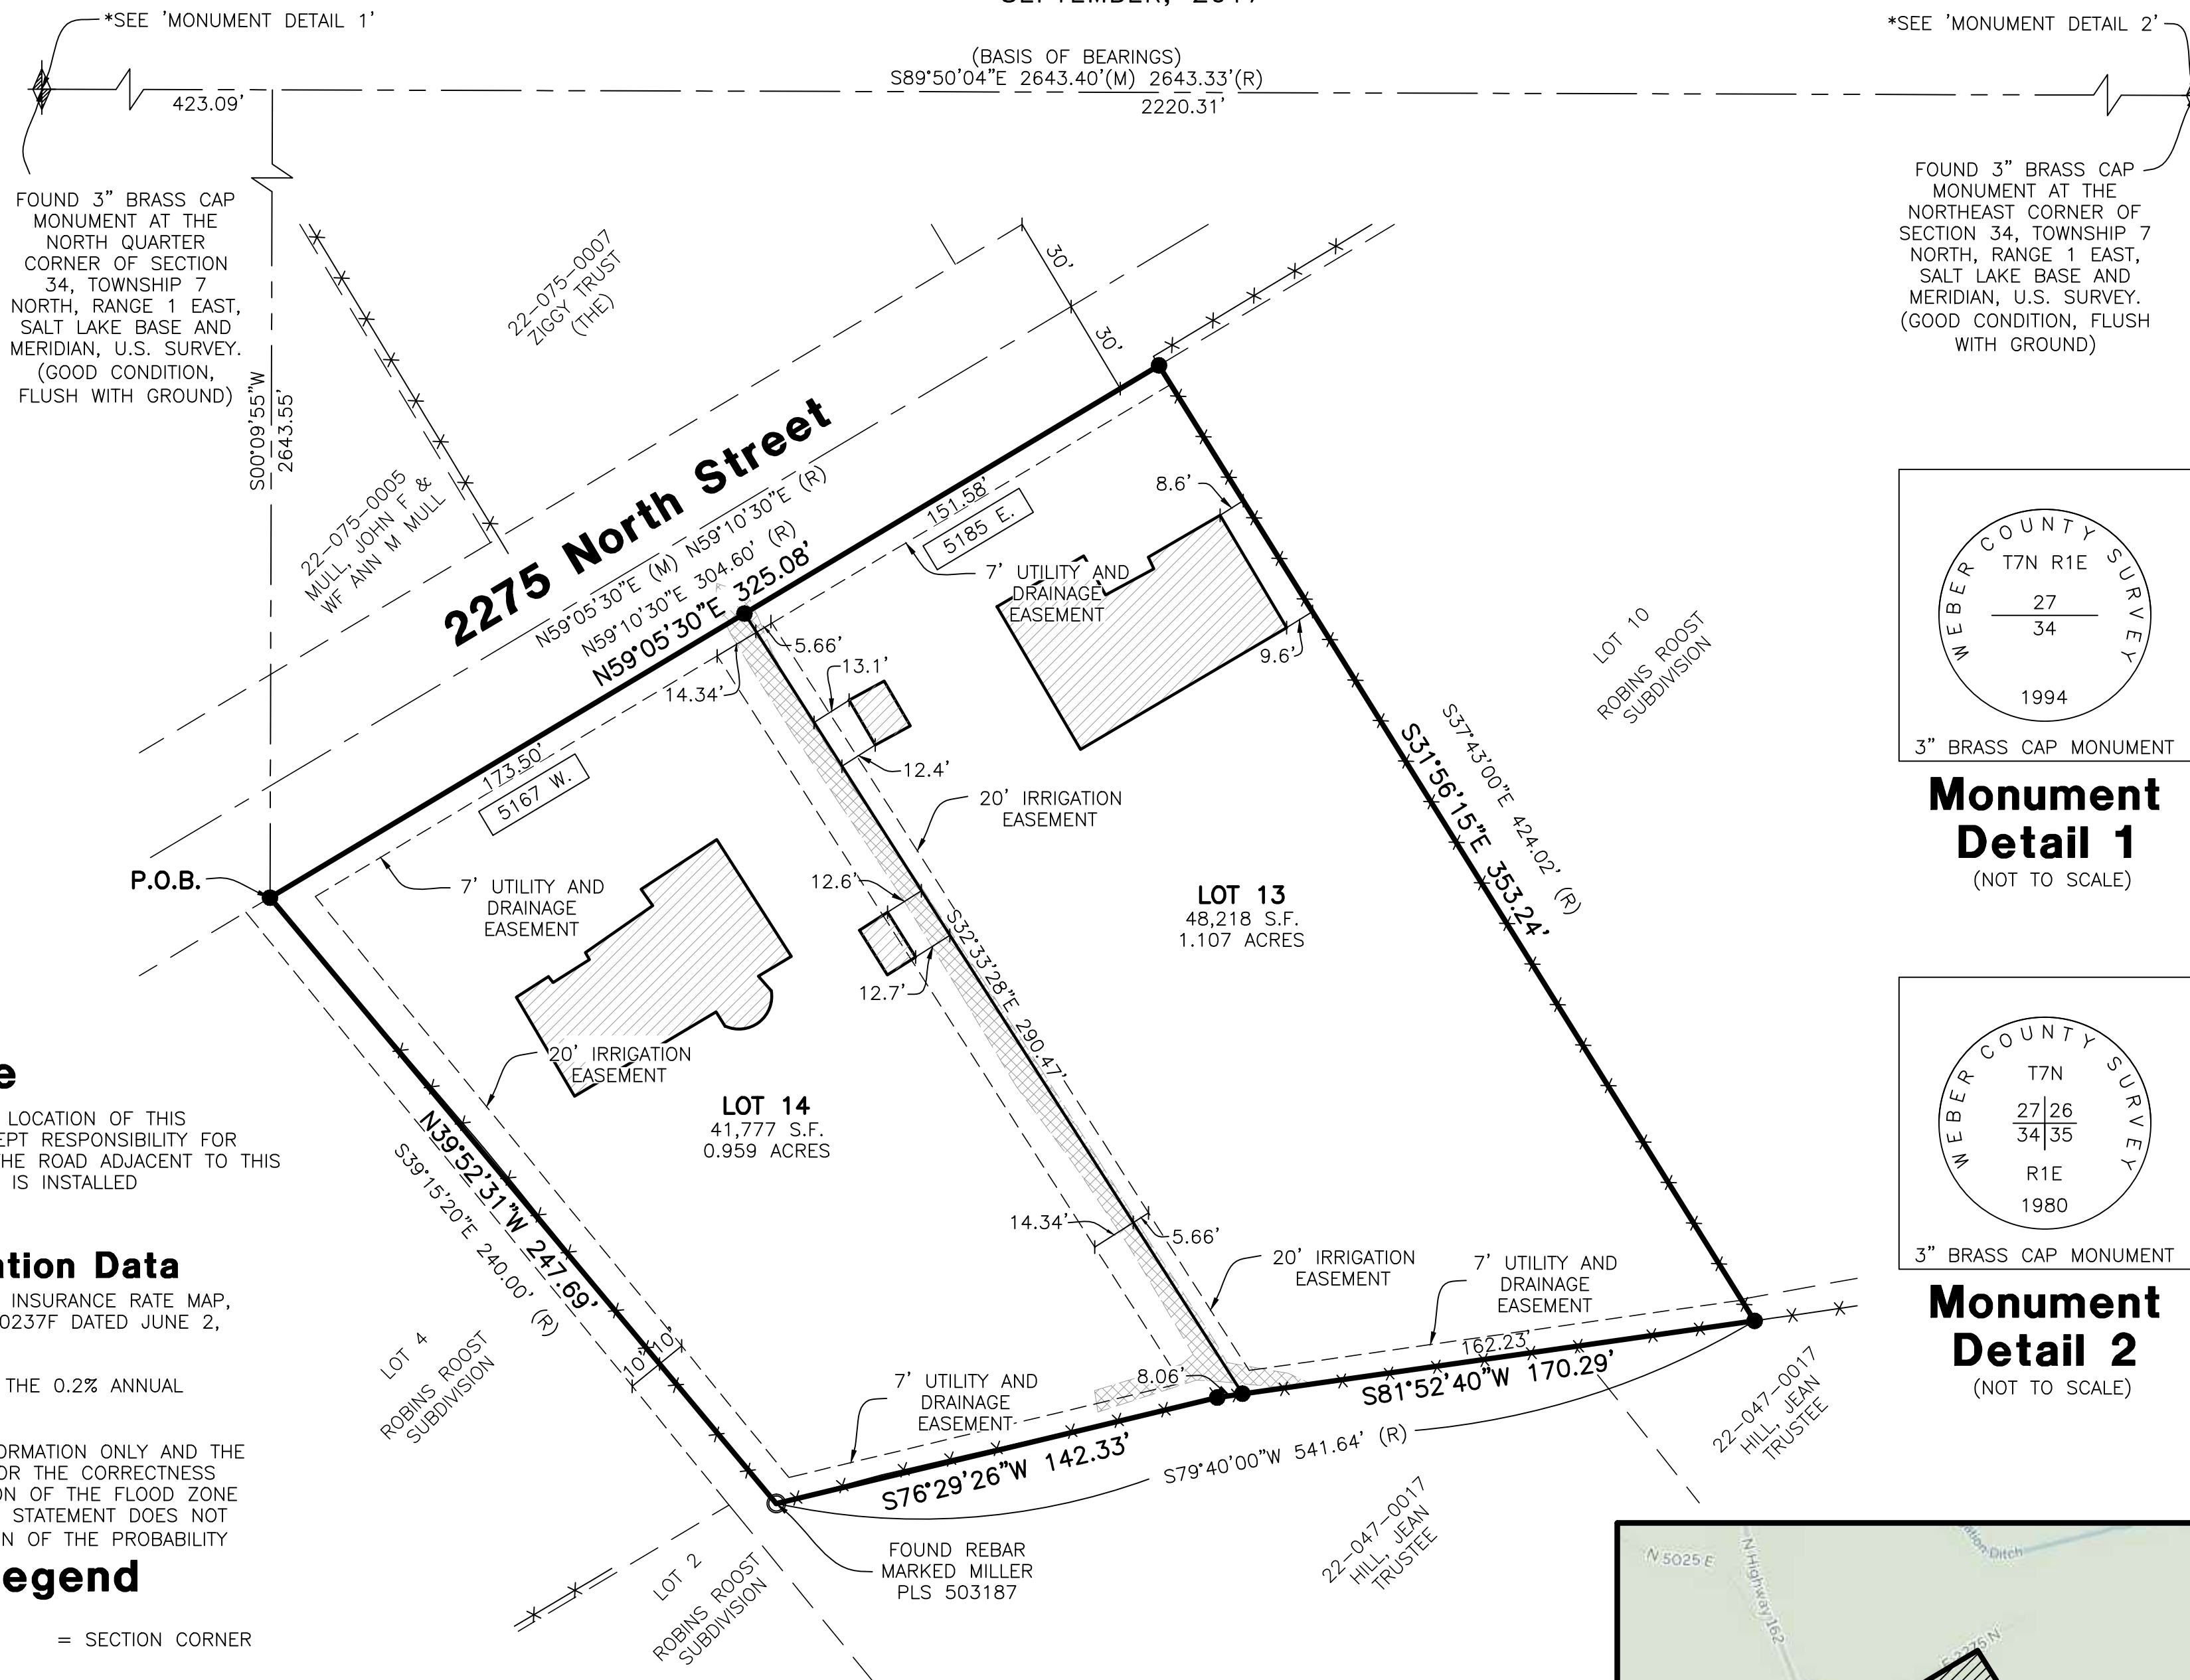 *SEE 'MONUMENT DETAIL 1'
*SEE 'MONUMENT DETAIL 2'
(BASIS OF BEARINGS)
S89°50'04"E 2643.40'(M) 2643.33'(R)
423.09'
2220.31'
FOUND 3" BRASS CAP
MONUMENT AT THE
NORTH QUARTER
CORNER OF SECTION
34, TOWNSHIP 7
NORTH, RANGE 1 EAST,
SALT LAKE BASE AND
MERIDIAN, U.S. SURVEY.
(GOOD CONDITION,
FLUSH WITH GROUND)
FOUND 3" BRASS CAP
MONUMENT AT THE
NORTHEAST CORNER OF
SECTION 34, TOWNSHIP 7
NORTH, RANGE 1 EAST,
SALT LAKE BASE AND
MERIDIAN, U.S. SURVEY.
(GOOD CONDITION, FLUSH
WITH GROUND)
S00°09'55"W
2643.55'
22-075-0007
ZIGGY TRUST
(THE)
30'
30'
22-075-0005
MULL, JOHN F &
WF ANN M MULL
2275 North Street
N59°05'30"E (M) N59°10'30"E (R)
N59°10'30"E 304.60' (R)
N59°05'30"E 325.08'
151.58'
5185 E.
7' UTILITY AND
DRAINAGE
EASEMENT
8.6'
9.6'
LOT 10
ROBINS ROOST
SUBDIVISION
5.66'
13.1'
14.34'
12.4'
173.50'
5167 W.
20' IRRIGATION
EASEMENT
S37°43'00"E 424.02' (R)
S31°56'15"E 353.24'
P.O.B.
7' UTILITY AND
DRAINAGE
EASEMENT
12.6'
12.7'
S32°33'28"E 290.47'
LOT 13
48,218 S.F.
1.107 ACRES
20' IRRIGATION
EASEMENT
LOT 14
41,777 S.F.
0.959 ACRES
N39°52'31"W 247.69'
S39°15'20"E 240.00' (R)
14.34'
5.66'
20' IRRIGATION
EASEMENT
7' UTILITY AND
DRAINAGE
EASEMENT
LOT 4
ROBINS ROOST
SUBDIVISION
10'
10'
7' UTILITY AND
DRAINAGE
EASEMENT
8.06'
162.23'
S81°52'40"W 170.29'
S76°29'26"W 142.33'
S79°40'00"W 541.64' (R)
22-047-0017
HILL, JEAN
TRUSTEE
22-047-0017
HILL, JEAN
TRUSTEE
FOUND REBAR
MARKED MILLER
PLS 503187
LOT 2
ROBINS ROOST
SUBDIVISION
WEBER COUNTY SURVEY
T7N R1E
27
34
1994
3" BRASS CAP MONUMENT
Monument
Detail 1
(NOT TO SCALE)
WEBER COUNTY SURVEY
T7N
27 26
34 35
R1E
1980
3" BRASS CAP MONUMENT
Monument
Detail 2
(NOT TO SCALE)
LOCATION OF THIS
RESPONSIBILITY FOR
THE ROAD ADJACENT TO THIS
IS INSTALLED
Data
INSURANCE RATE MAP,
0237F DATED JUNE 2,
THE 0.2% ANNUAL
ONLY AND THE
OR THE CORRECTNESS
OF THE FLOOD ZONE
STATEMENT DOES NOT
OF THE PROBABILITY
egend
= SECTION CORNER
N 5025 E
N Highway 162
Ditch
E 2275 N